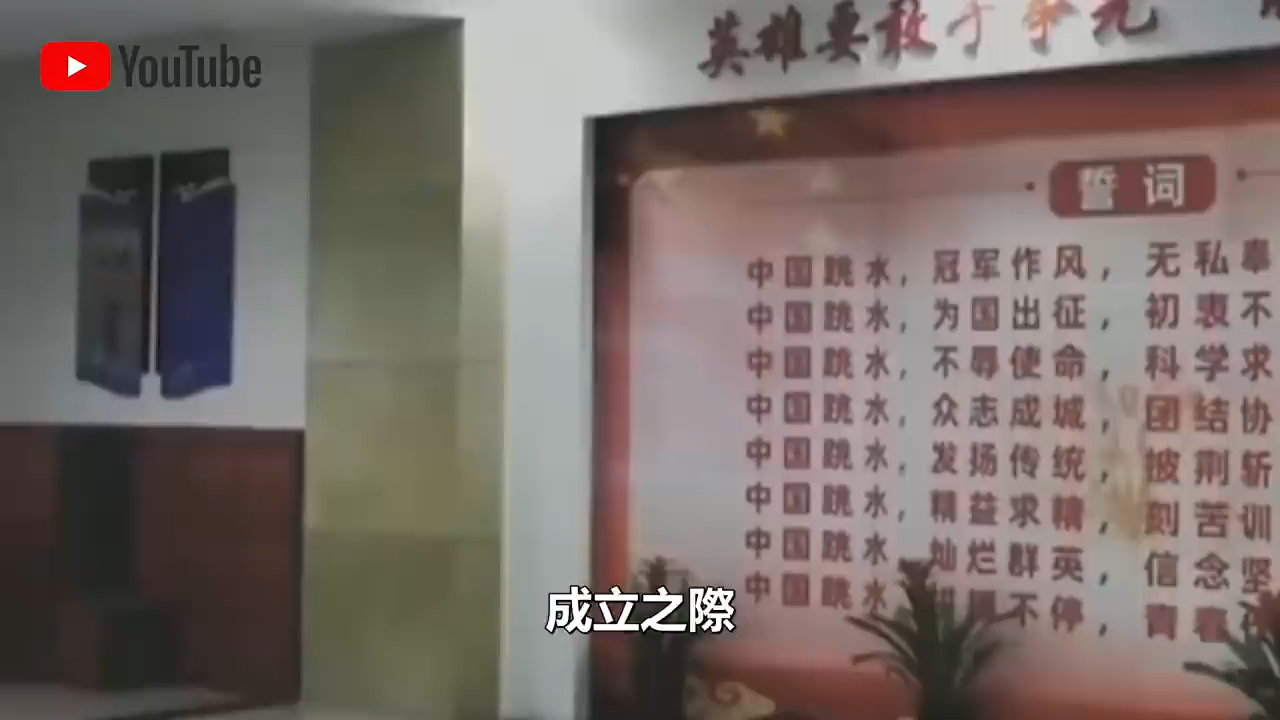 YouTube
英雄要敢于争先
誓词
中国跳水，冠军作风，无私奉
中国跳水，为国出征，初衷不
中国跳水，不辱使命，科学求
中国跳水，众志成城，团结协
中国跳水，发扬传统，披荆斩
中国跳水，精益求精，刻苦训
中国跳水，灿烂群英，信念坚
中国跳水，不停，青春
成立之際